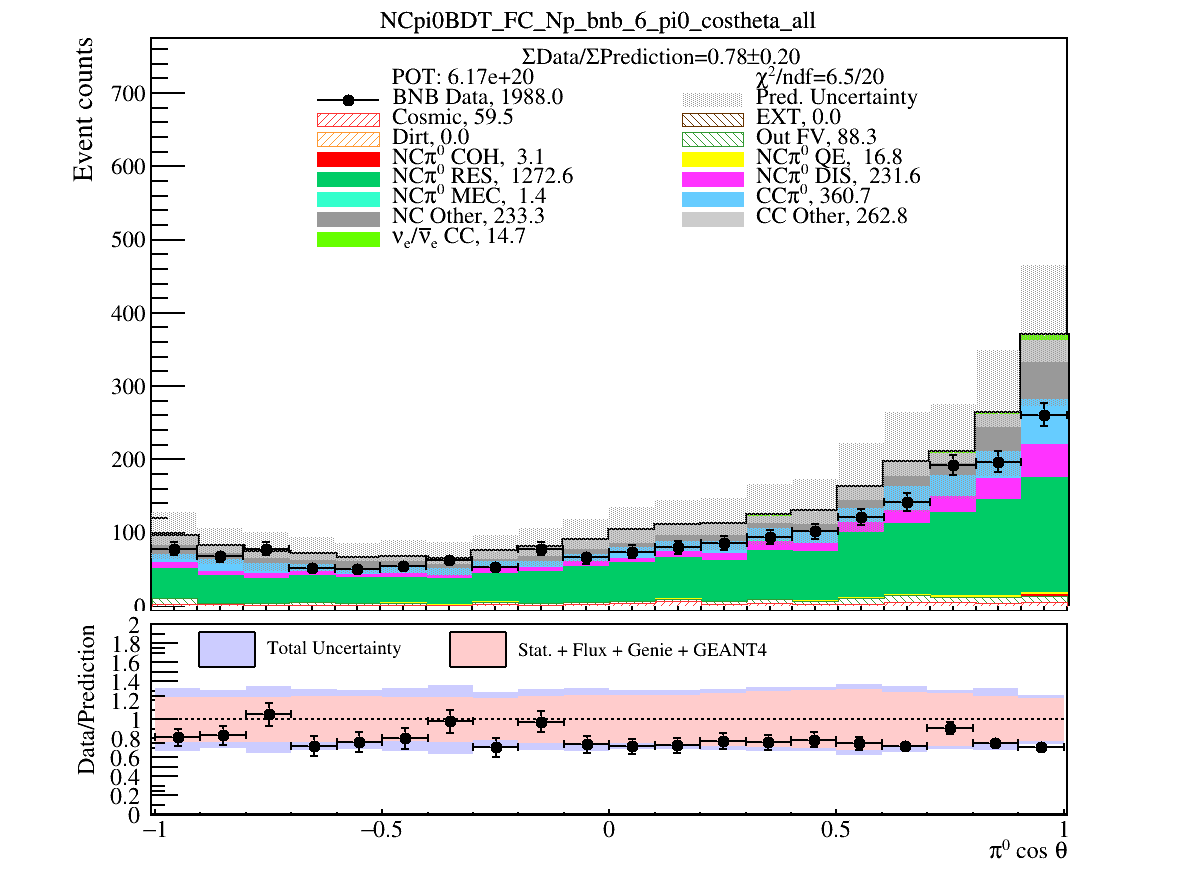 NCpi0BDT_FC_Np_bnb_6_pi0_costheta_all
ΣData/ΣPrediction=0.78±0.20
POT: 6.17e+20
χ²/ndf=6.5/20
BNB Data, 1988.0
Pred. Uncertainty
Cosmic, 59.5
EXT, 0.0
Dirt, 0.0
Out FV, 88.3
NCπ⁰ COH, 3.1
NCπ⁰ QE, 16.8
NCπ⁰ RES, 1272.6
NCπ⁰ DIS, 231.6
NCπ⁰ MEC, 1.4
CCπ⁰, 360.7
NC Other, 233.3
CC Other, 262.8
νₑ/ν̅ₑ CC, 14.7
Event counts
700
600
500
400
300
200
100
0
Total Uncertainty
Stat. + Flux + Genie + GEANT4
Data/Prediction
2
1.8
1.6
1.4
1.2
1
0.8
0.6
0.4
0.2
0
−1
−0.5
0
0.5
1
π⁰ cos θ